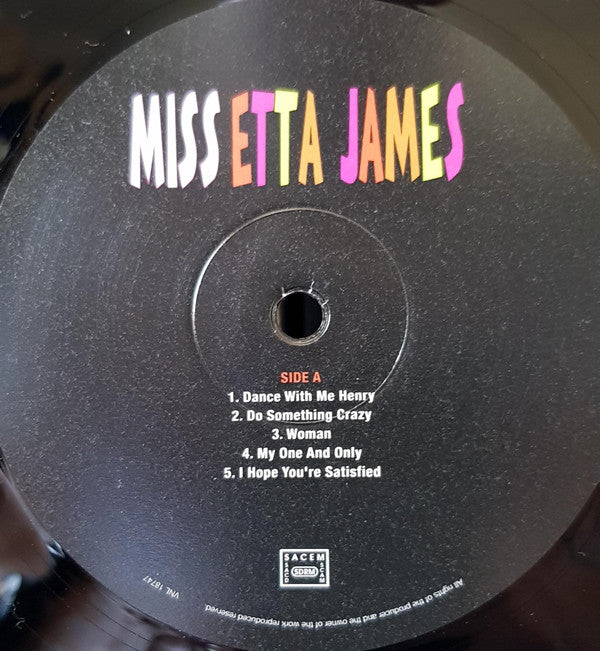 MISS ETTA JAMES
SIDE A
1. Dance With Me Henry
2. Do Something Crazy
3. Woman
4. My One And Only
5. I Hope You're Satisfied
SACEM
SACD
SDRM
SCAM
VNL 18747
All rights of the producer and the owner of the work reproduced reserved